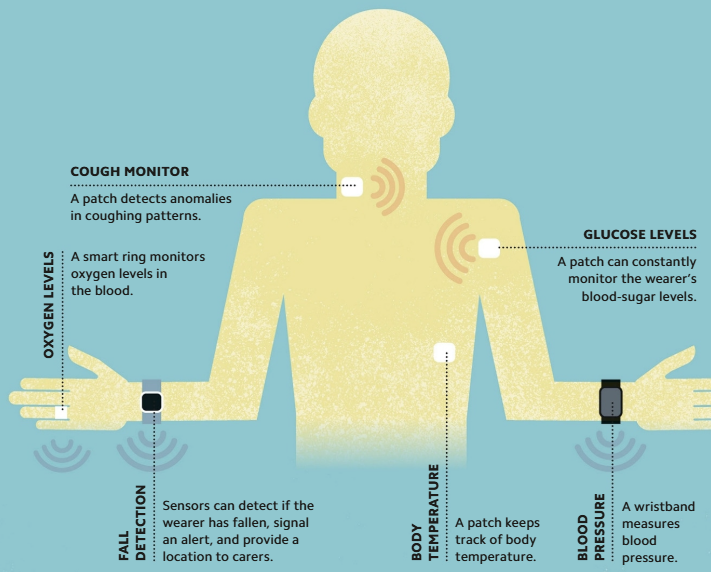 COUGH MONITOR
A patch detects anomalies
in coughing patterns.
GLUCOSE LEVELS
A patch can constantly
monitor the wearer's
blood-sugar levels.
OXYGEN LEVELS
A smart ring monitors
oxygen levels in
the blood.
FALL
DETECTION
Sensors can detect if the
wearer has fallen, signal
an alert, and provide a
location to carers.
BODY
TEMPERATURE
A patch keeps
track of body
temperature.
BLOOD
PRESSURE
A wristband
measures
blood
pressure.